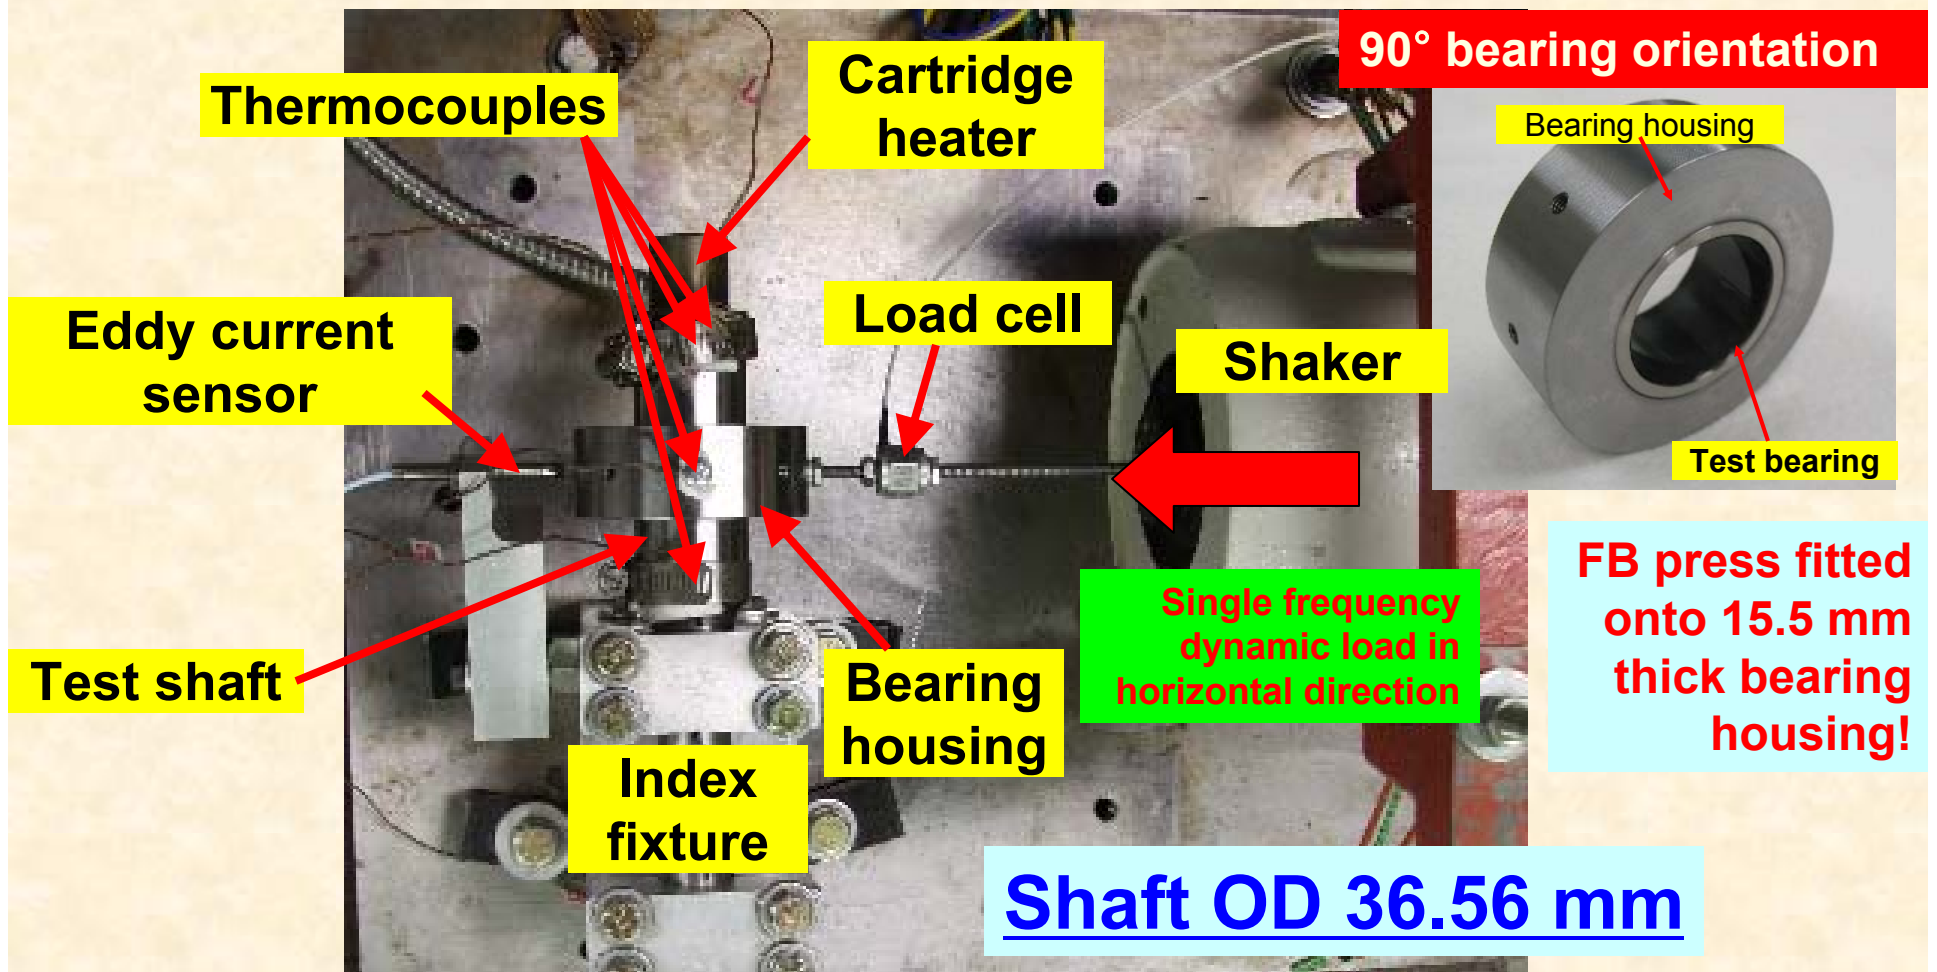 90° bearing orientation
Thermocouples
Cartridge
heater
Bearing housing
Eddy current
sensor
Load cell
Shaker
Test bearing
FB press fitted
onto 15.5 mm
thick bearing
housing!
Single frequency
dynamic load in
horizontal direction
Test shaft
Bearing
housing
Index
fixture
Shaft OD 36.56 mm